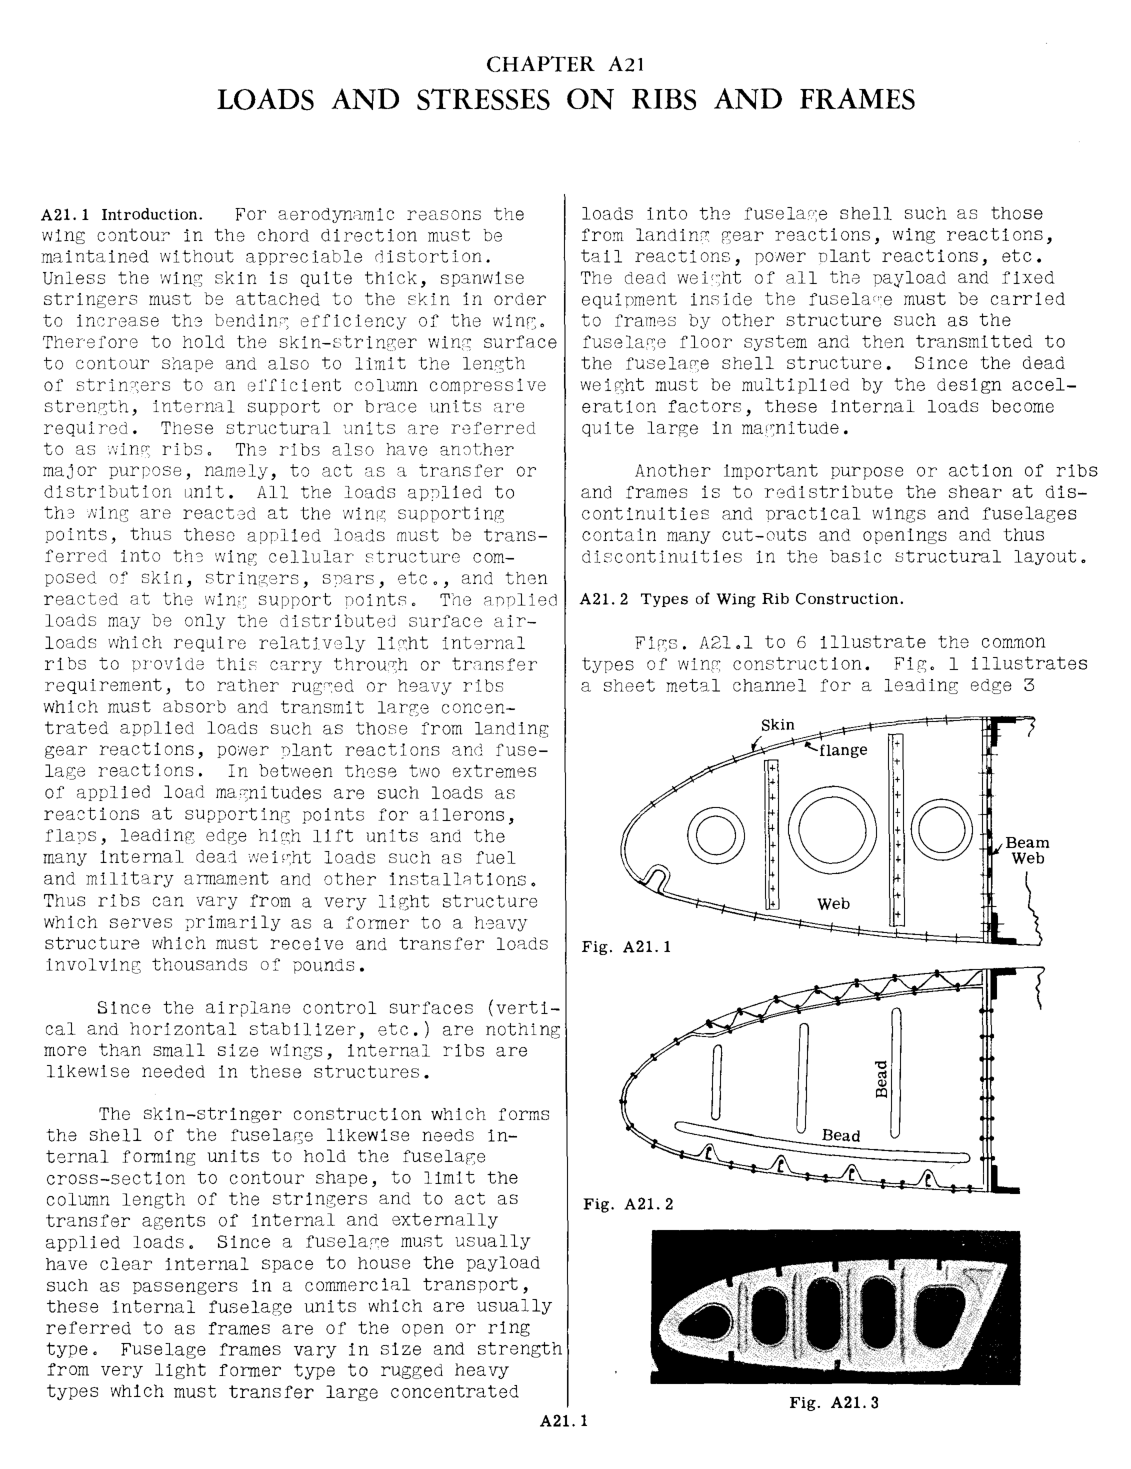 CHAPTER A21
LOADS AND STRESSES ON RIBS AND FRAMES
A21.1 Introduction. For aerodynamic reasons the
wing contour in the chord direction must be
maintained without appreciable distortion.
Unless the wing skin is quite thick, spanwise
stringers must be attached to the skin in order
to increase the bending efficiency of the wing.
Therefore to hold the skin-stringer wing surface
to contour shape and also to limit the length
of stringers to an efficient column compressive
strength, internal support or brace units are
required. These structural units are referred
to as wing ribs. The ribs also have another
major purpose, namely, to act as a transfer or
distribution unit. All the loads applied to
the wing are reacted at the wing supporting
points, thus these applied loads must be trans-
ferred into the wing cellular structure com-
posed of skin, stringers, spars, etc., and then
reacted at the wing support points. The applied
loads may be only the distributed surface air-
loads which require relatively light internal
ribs to provide this carry through or transfer
requirement, to rather rugged or heavy ribs
which must absorb and transmit large concen-
trated applied loads such as those from landing
gear reactions, power plant reactions and fuse-
lage reactions. In between these two extremes
of applied load magnitudes are such loads as
reactions at supporting points for ailerons,
flaps, leading edge high lift units and the
many internal dead weight loads such as fuel
and military armament and other installations.
Thus ribs can vary from a very light structure
which serves primarily as a former to a heavy
structure which must receive and transfer loads
involving thousands of pounds.
Since the airplane control surfaces (verti-
cal and horizontal stabilizer, etc.) are nothing
more than small size wings, internal ribs are
likewise needed in these structures.
The skin-stringer construction which forms
the shell of the fuselage likewise needs in-
ternal forming units to hold the fuselage
cross-section to contour shape, to limit the
column length of the stringers and to act as
transfer agents of internal and externally
applied loads. Since a fuselage must usually
have clear internal space to house the payload
such as passengers in a commercial transport,
these internal fuselage units which are usually
referred to as frames are of the open or ring
type. Fuselage frames vary in size and strength
from very light former type to rugged heavy
types which must transfer large concentrated
loads into the fuselage shell such as those
from landing gear reactions, wing reactions,
tail reactions, power plant reactions, etc.
The dead weight of all the payload and fixed
equipment inside the fuselage must be carried
to frames by other structure such as the
fuselage floor system and then transmitted to
the fuselage shell structure. Since the dead
weight must be multiplied by the design accel-
eration factors, these internal loads become
quite large in magnitude.
Another important purpose or action of ribs
and frames is to redistribute the shear at dis-
continuities and practical wings and fuselages
contain many cut-outs and openings and thus
discontinuities in the basic structural layout.
A21.2 Types of Wing Rib Construction.
Figs. A21.1 to 6 illustrate the common
types of wing construction. Fig. 1 illustrates
a sheet metal channel for a leading edge 3
Skin
flange
Beam
Web
Web
Fig. A21.1
Bead
Bead
Fig. A21.2
Fig. A21.3
A21.1